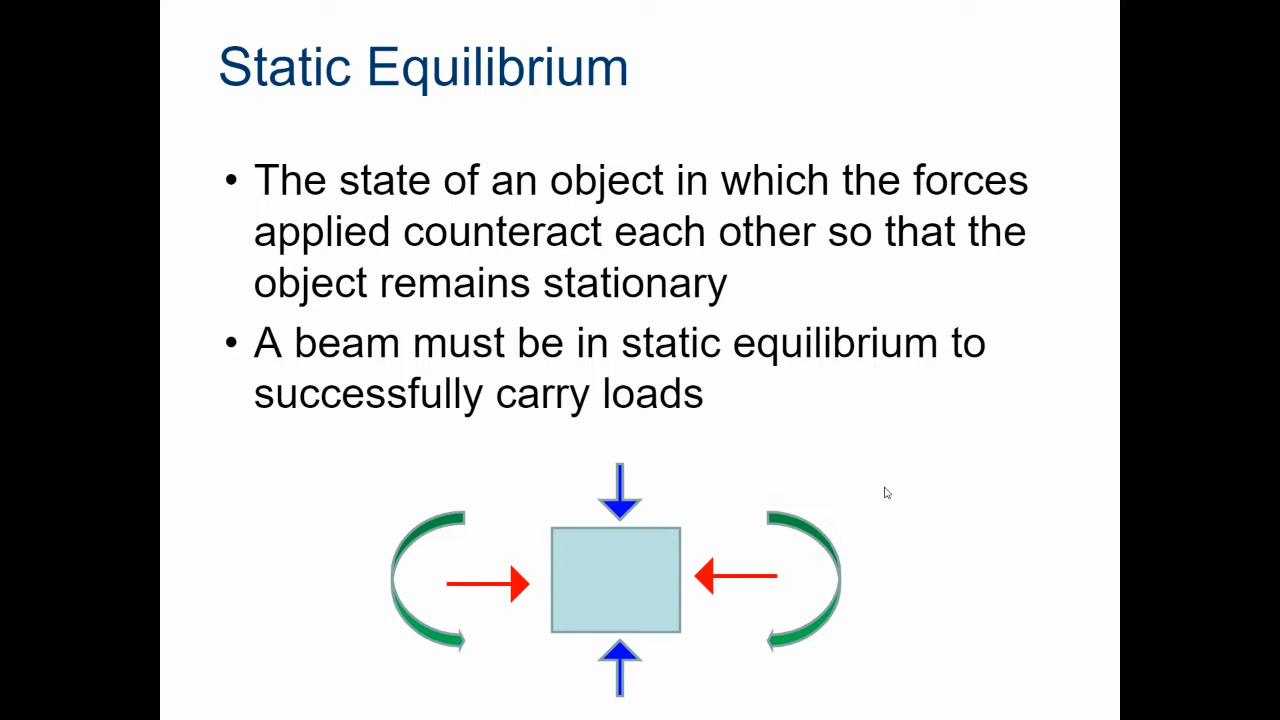 Static Equilibrium
• The state of an object in which the forces
applied counteract each other so that the
object remains stationary
• A beam must be in static equilibrium to
successfully carry loads